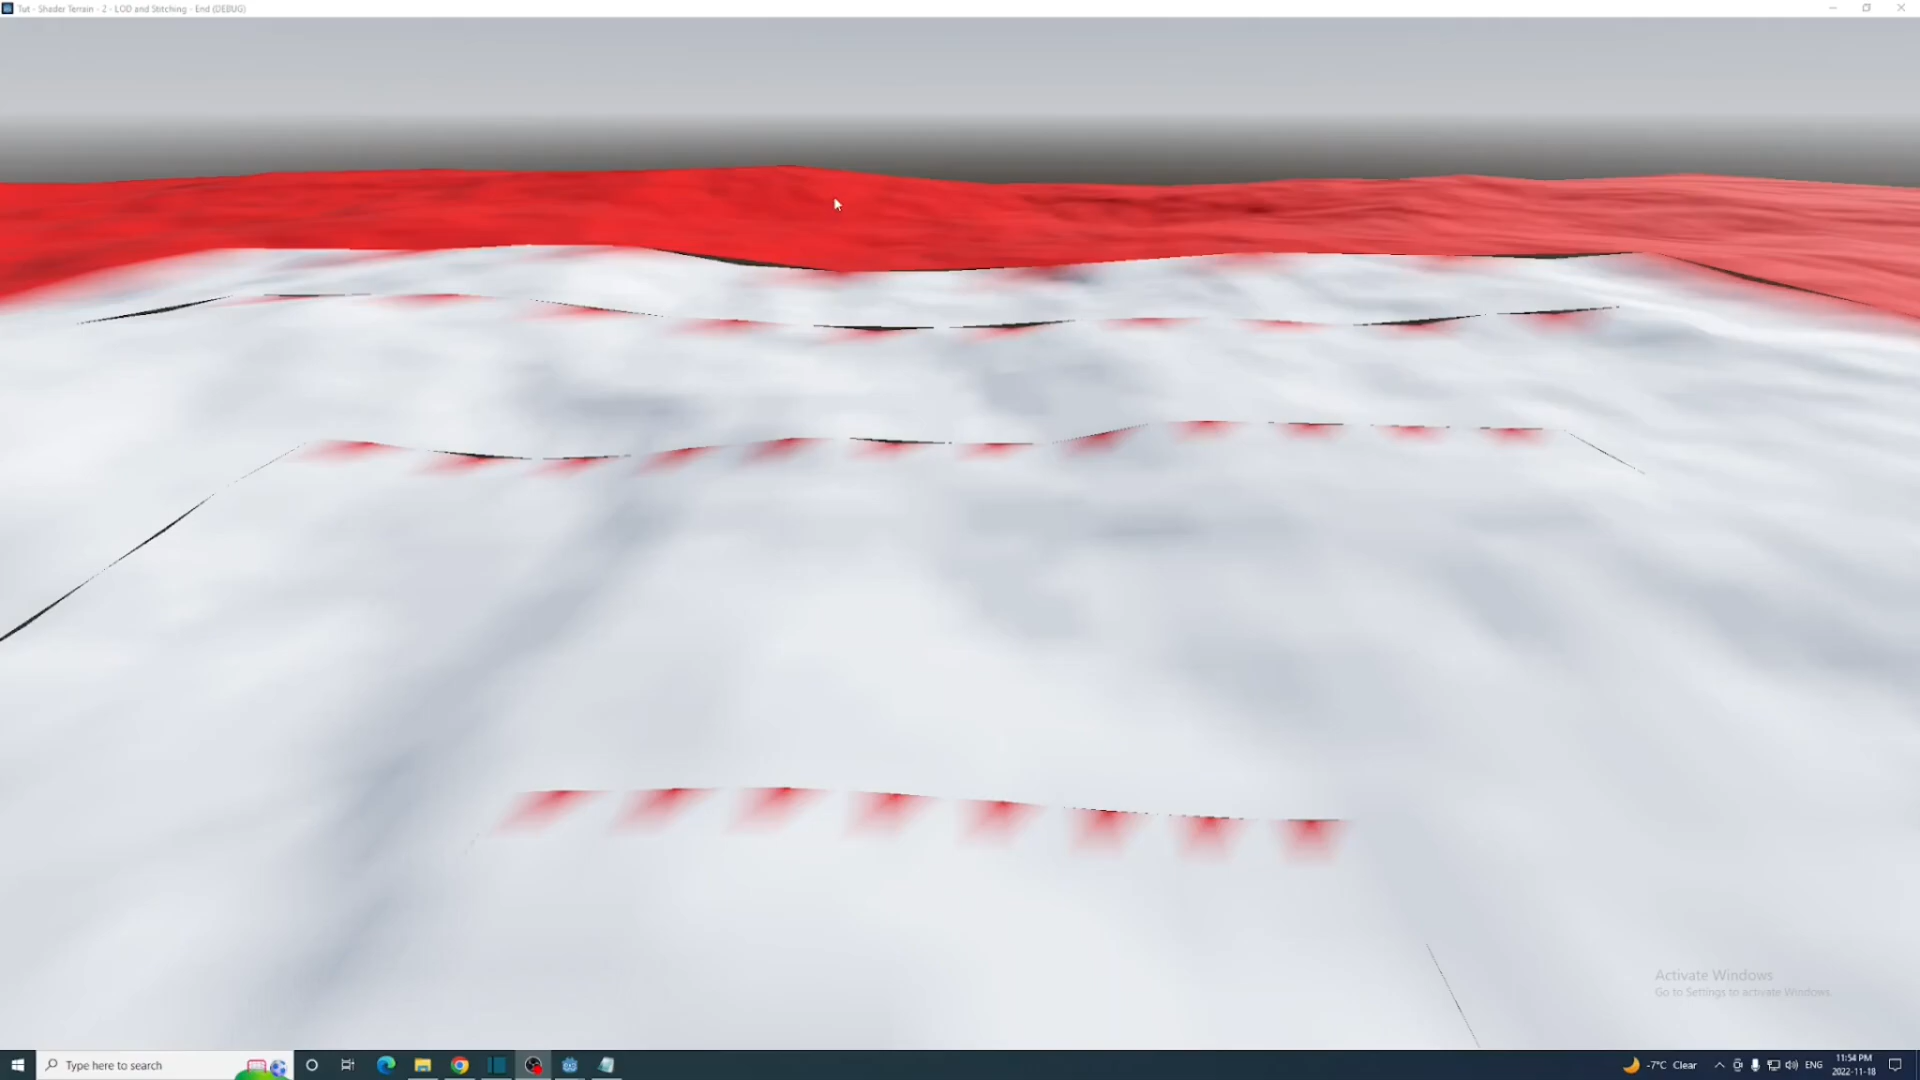 Tut - Shader Terrain - 2 - LOD and Stitching - End (DEBUG)
Activate Windows
Go to Settings to activate Windows.
Type here to search
-7°C Clear
ENG
11:54 PM
2022-11-18